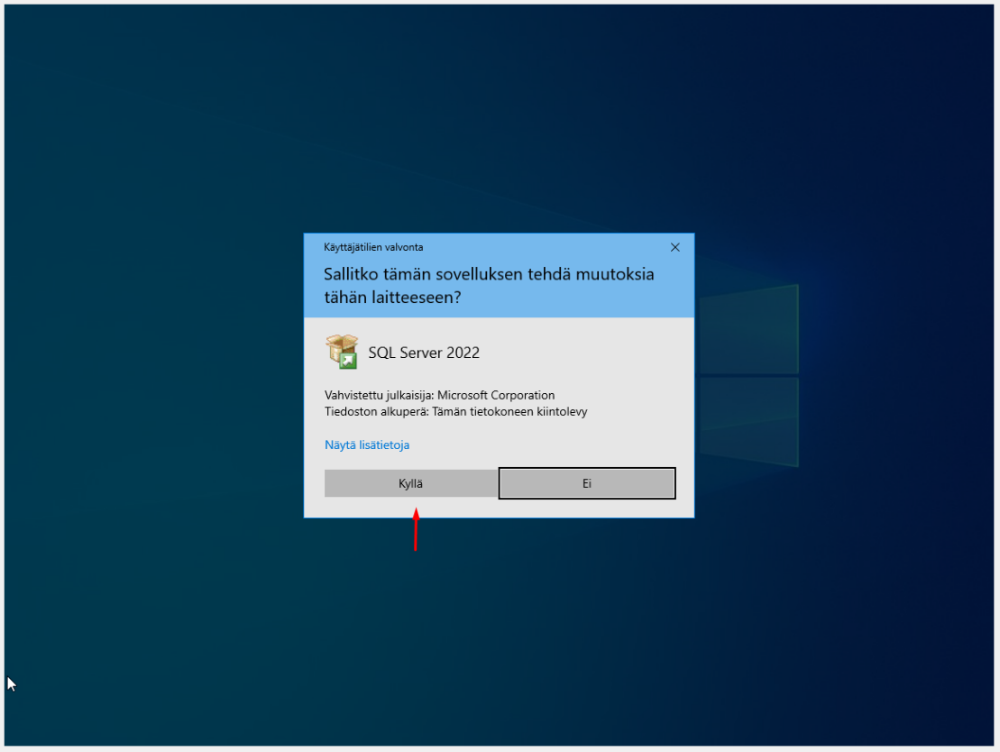 Käyttäjätilien valvonta
Sallitko tämän sovelluksen tehdä muutoksia
tähän laitteeseen?
SQL Server 2022
Vahvistettu julkaisija: Microsoft Corporation
Tiedoston alkuperä: Tämän tietokoneen kiintolevy
Näytä lisätietoja
Kyllä
Ei